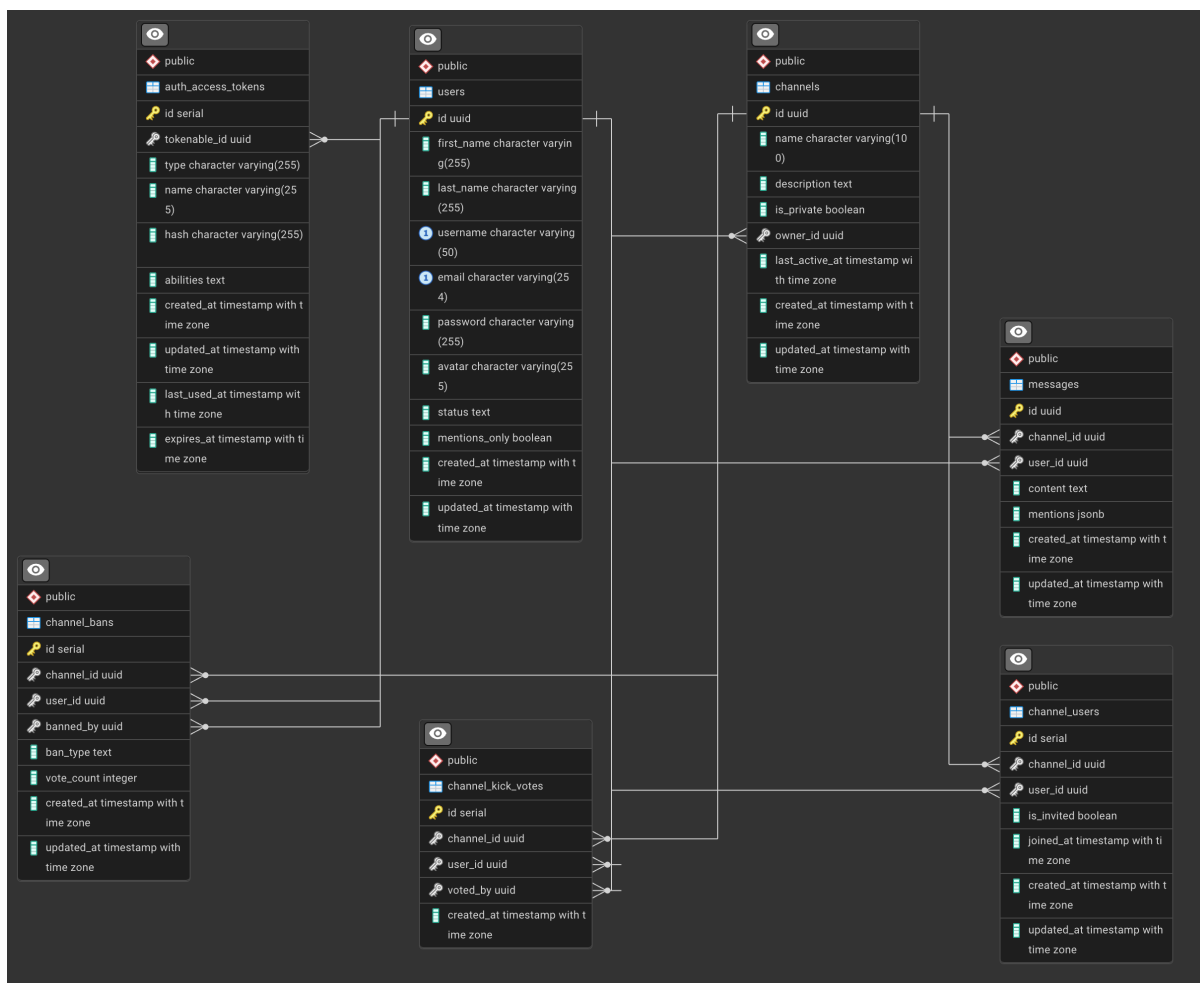 public
auth_access_tokens
id serial
tokenable_id uuid
type character varying(255)
name character varying(25
5)
hash character varying(255)
abilities text
created_at timestamp with t
ime zone
updated_at timestamp with
time zone
last_used_at timestamp wit
h time zone
expires_at timestamp with ti
me zone
public
users
id uuid
first_name character varyin
g(255)
last_name character varying
(255)
1 username character varying
(50)
1 email character varying(25
4)
password character varying
(255)
avatar character varying(25
5)
status text
mentions_only boolean
created_at timestamp with t
ime zone
updated_at timestamp with
time zone
public
channels
id uuid
name character varying(10
0)
description text
is_private boolean
owner_id uuid
last_active_at timestamp wi
th time zone
created_at timestamp with t
ime zone
updated_at timestamp with
time zone
public
messages
id uuid
channel_id uuid
user_id uuid
content text
mentions jsonb
created_at timestamp with t
ime zone
updated_at timestamp with
time zone
public
channel_bans
id serial
channel_id uuid
user_id uuid
banned_by uuid
ban_type text
vote_count integer
created_at timestamp with t
ime zone
updated_at timestamp with
time zone
public
channel_kick_votes
id serial
channel_id uuid
user_id uuid
voted_by uuid
created_at timestamp with t
ime zone
public
channel_users
id serial
channel_id uuid
user_id uuid
is_invited boolean
joined_at timestamp with ti
me zone
created_at timestamp with t
ime zone
updated_at timestamp with
time zone